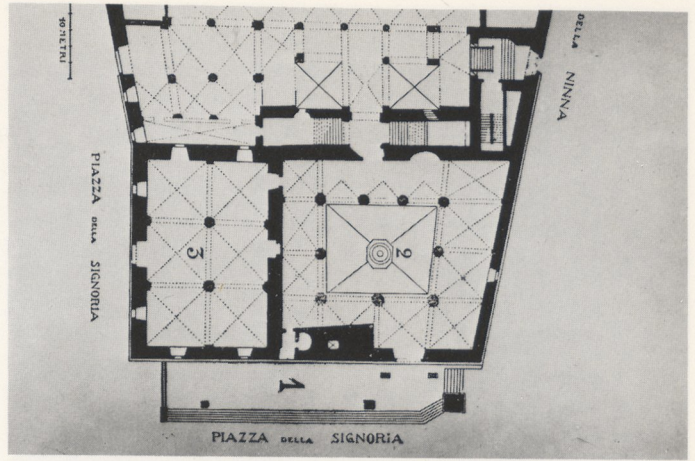 10 METRI
DELLA NINNA
PIAZZA DELLA SIGNORIA
3
2
1
PIAZZA DELLA SIGNORIA